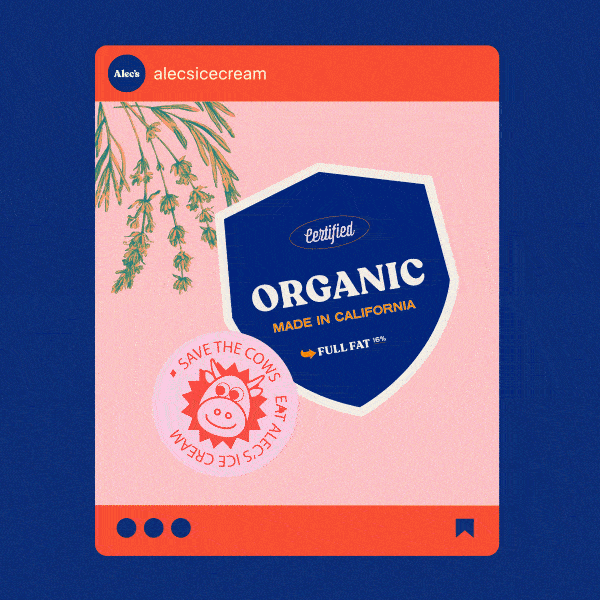 Alec's
alecsicecream
Certified
ORGANIC
MADE IN CALIFORNIA
FULL FAT 16%
SAVE THE COWS
EAT ALEC'S ICE CREAM